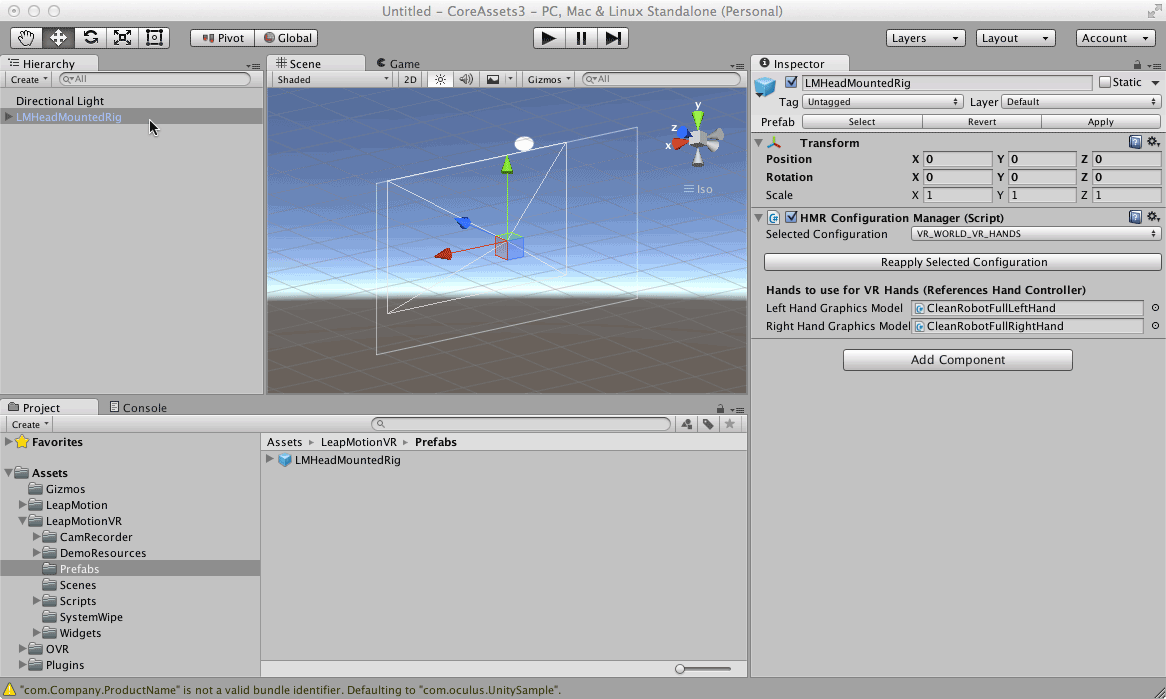 Untitled - CoreAssets3 - PC, Mac & Linux Standalone (Personal)
Pivot Global Layers Layout Account
Hierarchy
Create All
Directional Light
LMHeadMountedRig
Scene Game
Shaded 2D Gizmos All
y
z
x
Iso
Inspector
LMHeadMountedRig Static
Tag Untagged Layer Default
Prefab Select Revert Apply
Transform
Position X 0 Y 0 Z 0
Rotation X 0 Y 0 Z 0
Scale X 1 Y 1 Z 1
HMR Configuration Manager (Script)
Selected Configuration VR_WORLD_VR_HANDS
Reapply Selected Configuration
Hands to use for VR Hands (References Hand Controller)
Left Hand Graphics Model CleanRobotFullLeftHand
Right Hand Graphics Model CleanRobotFullRightHand
Add Component
Project Console
Create
Favorites
Assets
Gizmos
LeapMotion
LeapMotionVR
CamRecorder
DemoResources
Prefabs
Scenes
Scripts
SystemWipe
Widgets
OVR
Plugins
Assets LeapMotionVR Prefabs
LMHeadMountedRig
"com.Company.ProductName" is not a valid bundle identifier. Defaulting to "com.oculus.UnitySample".